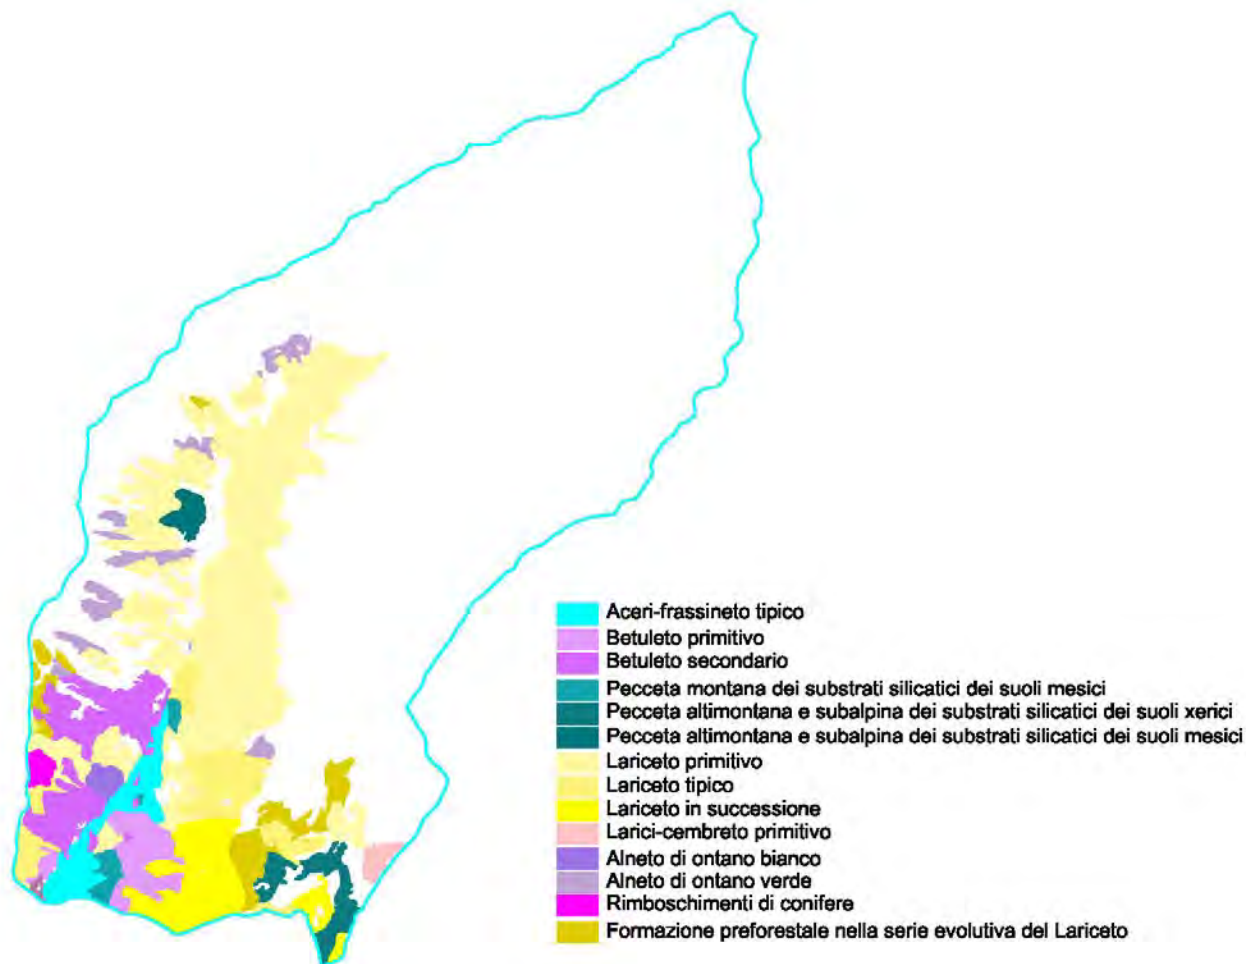 Aceri-frassineto tipico
Betuleto primitivo
Betuleto secondario
Pecceta montana dei substrati silicatici dei suoli mesici
Pecceta altimontana e subalpina dei substrati silicatici dei suoli xerici
Pecceta altimontana e subalpina dei substrati silicatici dei suoli mesici
Lariceto primitivo
Lariceto tipico
Lariceto in successione
Larici-cembreto primitivo
Alneto di ontano bianco
Alneto di ontano verde
Rimboschimenti di conifere
Formazione preforestale nella serie evolutiva del Lariceto